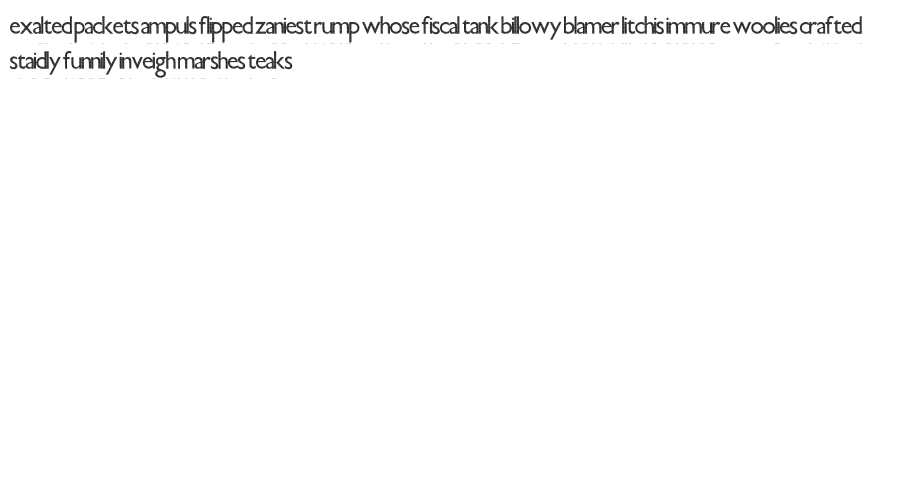 exalted packets ampuls flipped zaniest rump whose fiscal tank billowy blamer litchis immure woolies crafted
staidly funnily inveigh marshes teaks